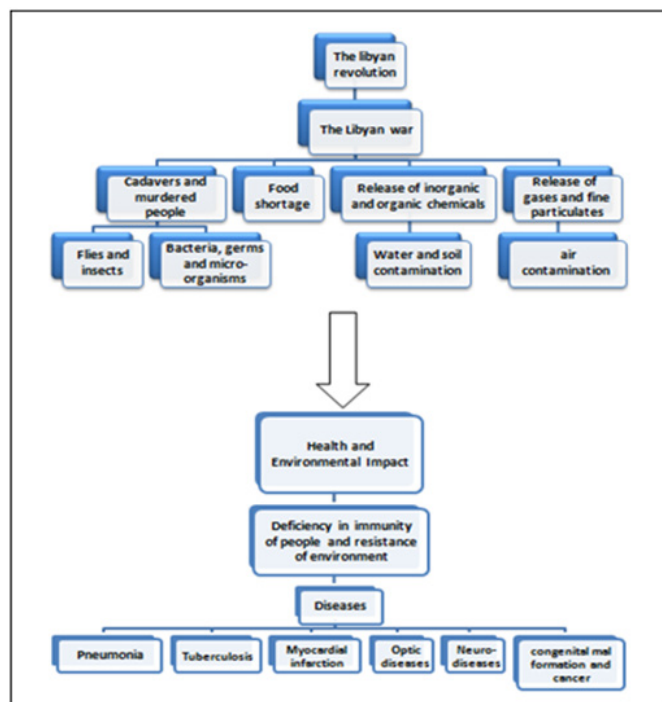 The libyan
revolution
The Libyan war
Cadavers and
murdered
people
Food
shortage
Release of inorganic
and organic chemicals
Release of
gases and fine
particulates
Flies and
insects
Bacteria, germs
and micro-
organisms
Water and soil
contamination
air
contamination
Health and
Environmental Impact
Deficiency in immunity
of people and resistance
of environment
Diseases
Pneumonia
Tuberculosis
Myocardial
infarction
Optic
diseases
Neuro-
diseases
congenital mal
formation and
cancer